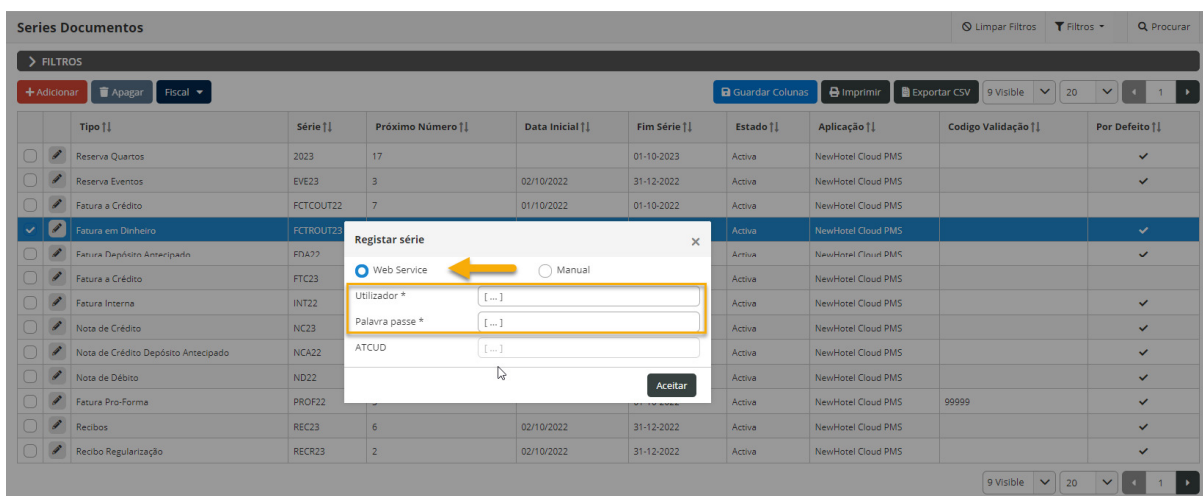 Series Documentos Limpar Filtros Filtros Procurar
FILTROS
Adicionar Apagar Fiscal Guardar Colunas Imprimir Exportar CSV 9 Visible 20 1
Tipo Série Próximo Número Data Inicial Fim Série Estado Aplicação Codigo Validação Por Defeito
Reserva Quartos 2023 17 01-10-2023 Activa NewHotel Cloud PMS
Reserva Eventos EVE23 3 02/10/2022 31-12-2022 Activa NewHotel Cloud PMS
Fatura a Crédito FCTCOUT22 7 01/10/2022 01-10-2022 Activa NewHotel Cloud PMS
Fatura em Dinheiro FCTROUT23 Activa NewHotel Cloud PMS
Fatura Depósito Antecipado FDA22 Activa NewHotel Cloud PMS
Fatura a Crédito FTC23 Activa NewHotel Cloud PMS
Fatura Interna INT22 Activa NewHotel Cloud PMS
Nota de Crédito NC23 Activa NewHotel Cloud PMS
Nota de Crédito Depósito Antecipado NCA22 Activa NewHotel Cloud PMS
Nota de Débito ND22 Activa NewHotel Cloud PMS
Fatura Pro-Forma PROF22 Activa NewHotel Cloud PMS 99999
Recibos REC23 6 02/10/2022 31-12-2022 Activa NewHotel Cloud PMS
Recibo Regularização RECR23 2 02/10/2022 31-12-2022 Activa NewHotel Cloud PMS
Registar série
Web Service Manual
Utilizador * [ ... ]
Palavra passe * [ ... ]
ATCUD [ ... ]
Aceitar
9 Visible 20 1